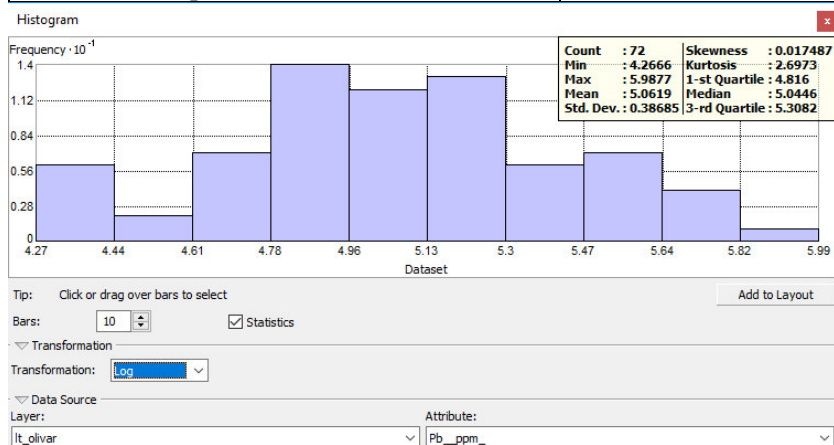 Histogram
x
Frequency · 10 -1
Count : 72 Skewness : 0.017487
Min : 4.2666 Kurtosis : 2.6973
Max : 5.9877 1-st Quartile : 4.816
Mean : 5.0619 Median : 5.0446
Std. Dev. : 0.38685 3-rd Quartile : 5.3082
1.4
1.12
0.84
0.56
0.28
0
4.27 4.44 4.61 4.78 4.96 5.13 5.3 5.47 5.64 5.82 5.99
Dataset
Tip: Click or drag over bars to select
Add to Layout
Bars: 10 Statistics
Transformation
Transformation: Log
Data Source
Layer: Attribute:
lt_olivar Pb__ppm_